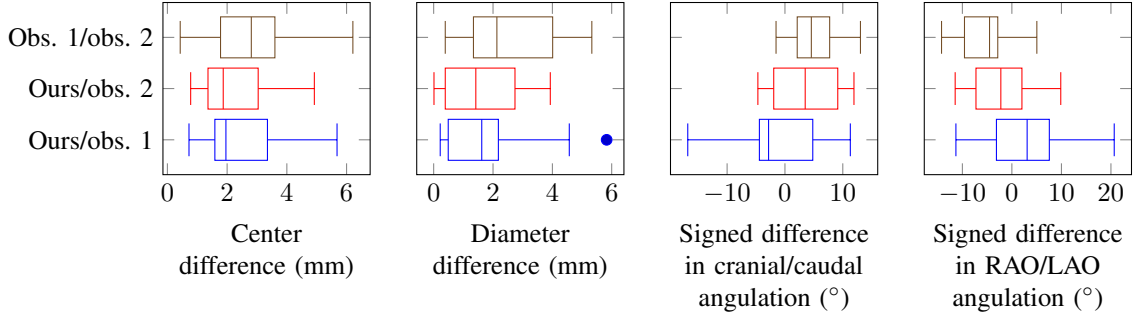 Obs. 1/obs. 2
Ours/obs. 2
Ours/obs. 1
0 2 4 6
0 2 4 6
−10 0 10
−10 0 10 20
Center
difference (mm)
Diameter
difference (mm)
Signed difference
in cranial/caudal
angulation (°)
Signed difference
in RAO/LAO
angulation (°)